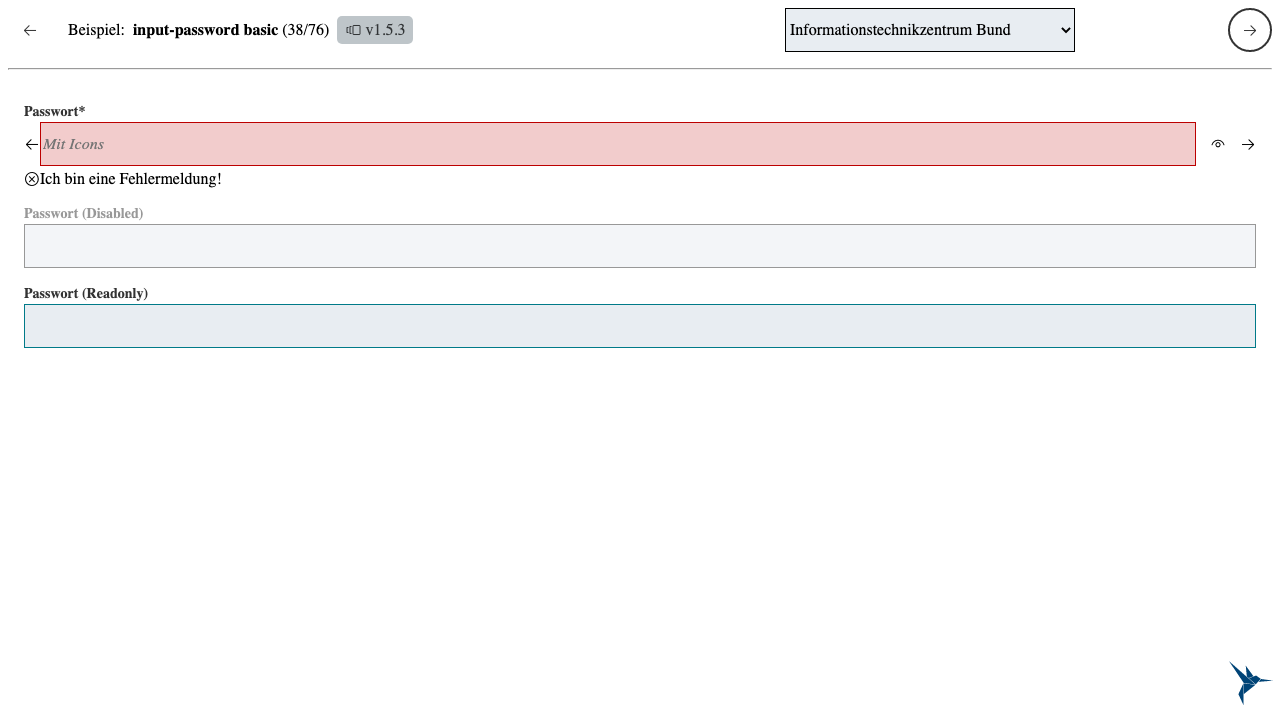 Beispiel: input-password basic (38/76) v1.5.3 Informationstechnikzentrum Bund
Passwort*
Mit Icons
Ich bin eine Fehlermeldung!
Passwort (Disabled)
Passwort (Readonly)